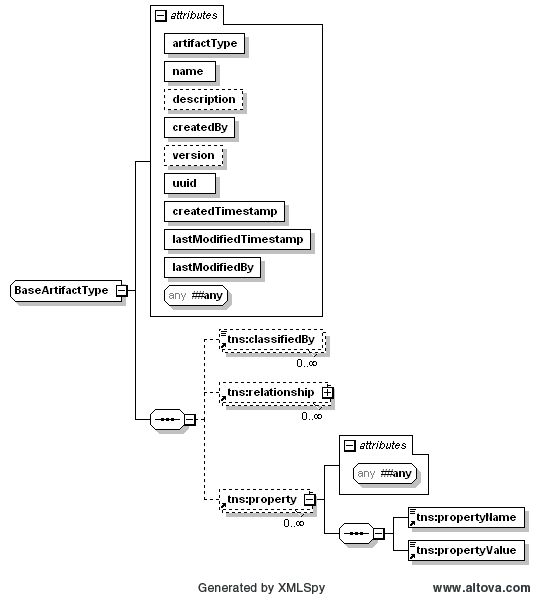 attributes
artifactType
name
description
createdBy
version
uuid
createdTimestamp
lastModifiedTimestamp
lastModifiedBy
any ##any
BaseArtifactType
tns:classifiedBy
0..∞
tns:relationship
0..∞
attributes
any ##any
tns:property
0..∞
tns:propertyName
tns:propertyValue
Generated by XMLSpy www.altova.com